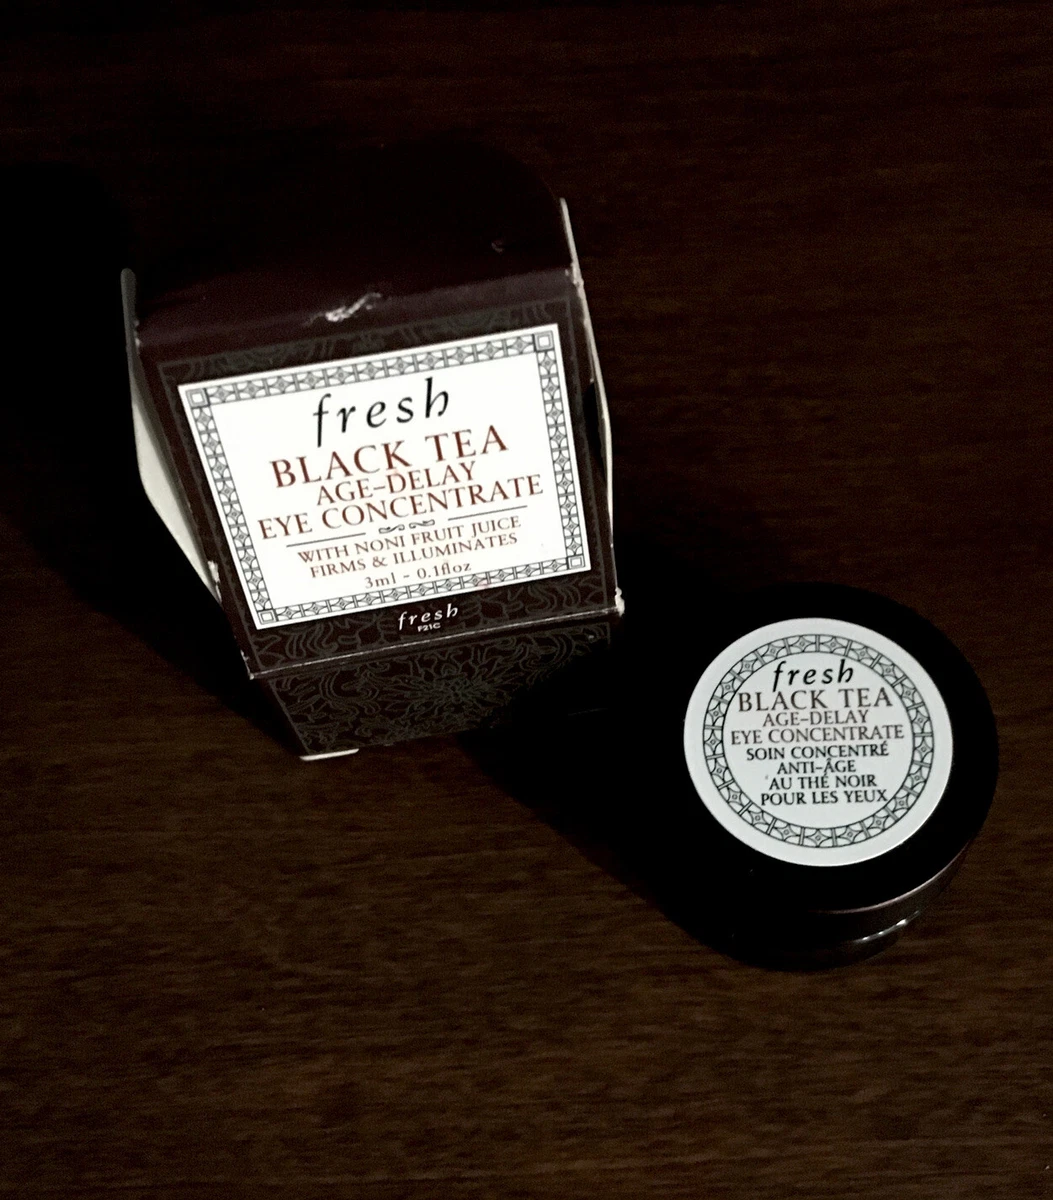 fresh
BLACK TEA
AGE–DELAY
EYE CONCENTRATE
WITH NONI FRUIT JUICE
FIRMS & ILLUMINATES
3ml - 0.1floz
fresh
F21C
fresh
BLACK TEA
AGE–DELAY
EYE CONCENTRATE
SOIN CONCENTRÉ
ANTI–ÂGE
AU THÉ NOIR
POUR LES YEUX